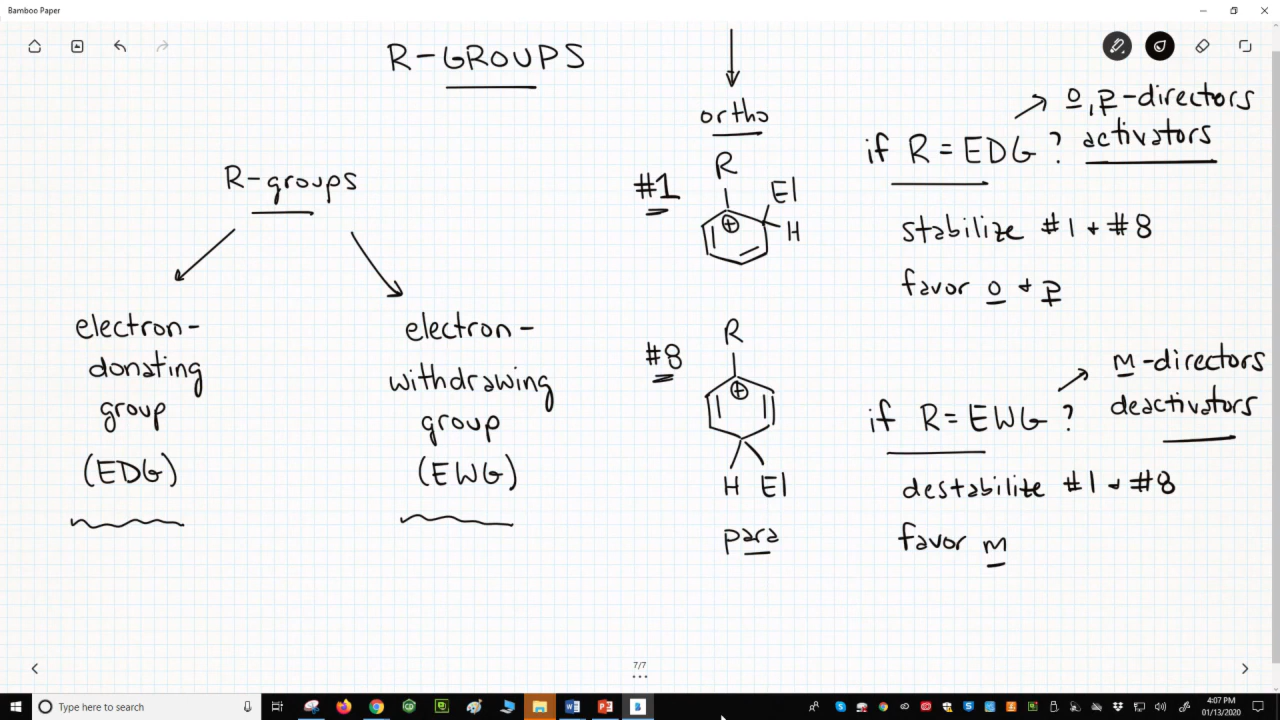 Bamboo Paper
R-GROUPS
R-groups
electron-
donating
group
(EDG)
electron-
withdrawing
group
(EWG)
ortho
#1
R
El
H
⊕
#8
R
⊕
H El
para
o, p-directors
if R = EDG ? activators
stabilize #1 + #8
favor o + p
m-directors
if R = EWG ? deactivators
destabilize #1 + #8
favor m
7/7
Type here to search
4:07 PM
01/13/2020